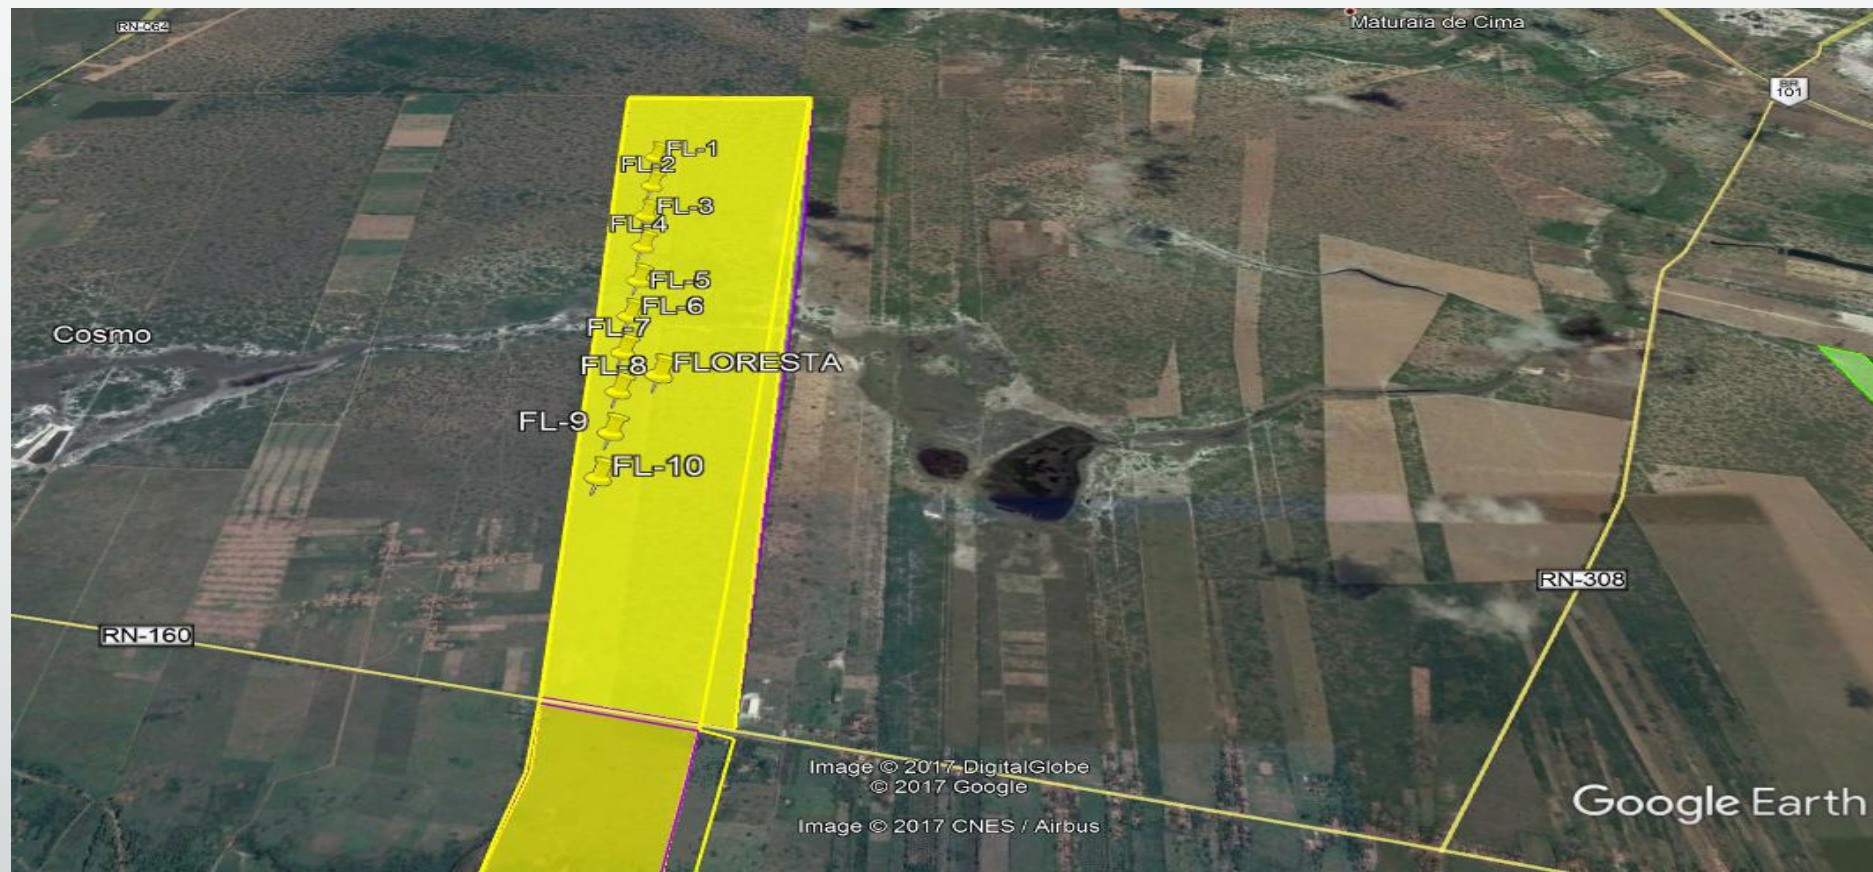 RN-064
Maturaia de Cima
BR
101
FL-1
FL-2
FL-3
FL-4
FL-5
FL-6
FL-7
Cosmo
FL-8
FLORESTA
FL-9
FL-10
RN-308
RN-160
Image © 2017 DigitalGlobe
© 2017 Google
Google Earth
Image © 2017 CNES / Airbus